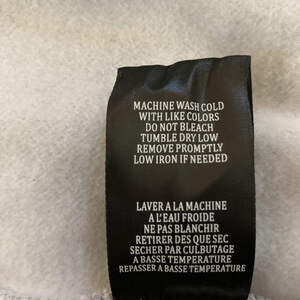 MACHINE WASH COLD
WITH LIKE COLORS
DO NOT BLEACH
TUMBLE DRY LOW
REMOVE PROMPTLY
LOW IRON IF NEEDED
LAVER A LA MACHINE
A L'EAU FROIDE
NE PAS BLANCHIR
RETIRER DES QUE SEC
SECHER PAR CULBUTAGE
A BASSE TEMPERATURE
REPASSER A BASSE TEMPERATURE